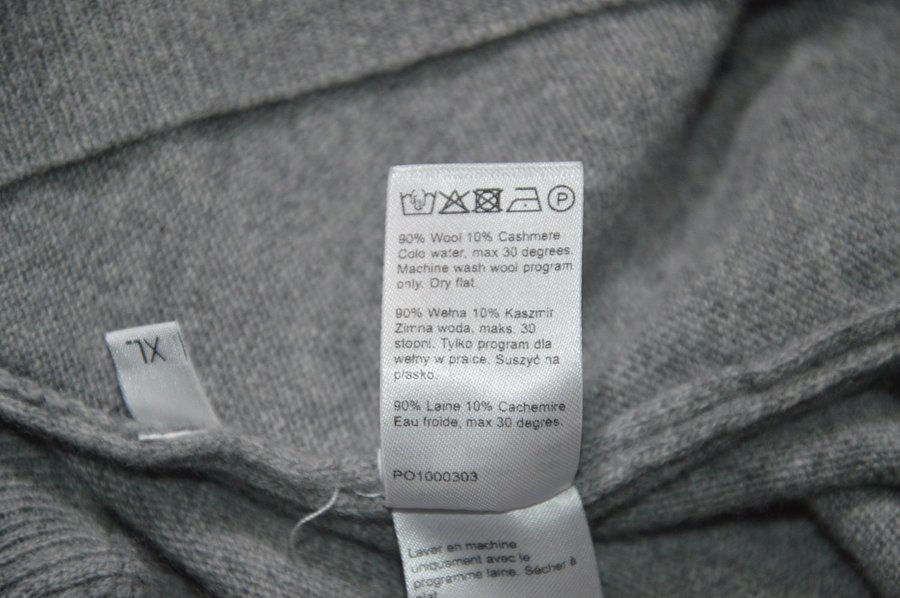 P
90% Wool 10% Cashmere
Cold water, max 30 degrees.
Machine wash wool program
only. Dry flat.
90% Wełna 10% Kaszmir
Zimna woda, maks. 30
stopni. Tylko program dla
wełny w pralce. Suszyć na
płasko.
90% Laine 10% Cachemire
Eau froide, max 30 degrés.
PO1000303
Laver en machine
uniquement avec le
programme laine. Sécher à
plat.
XL